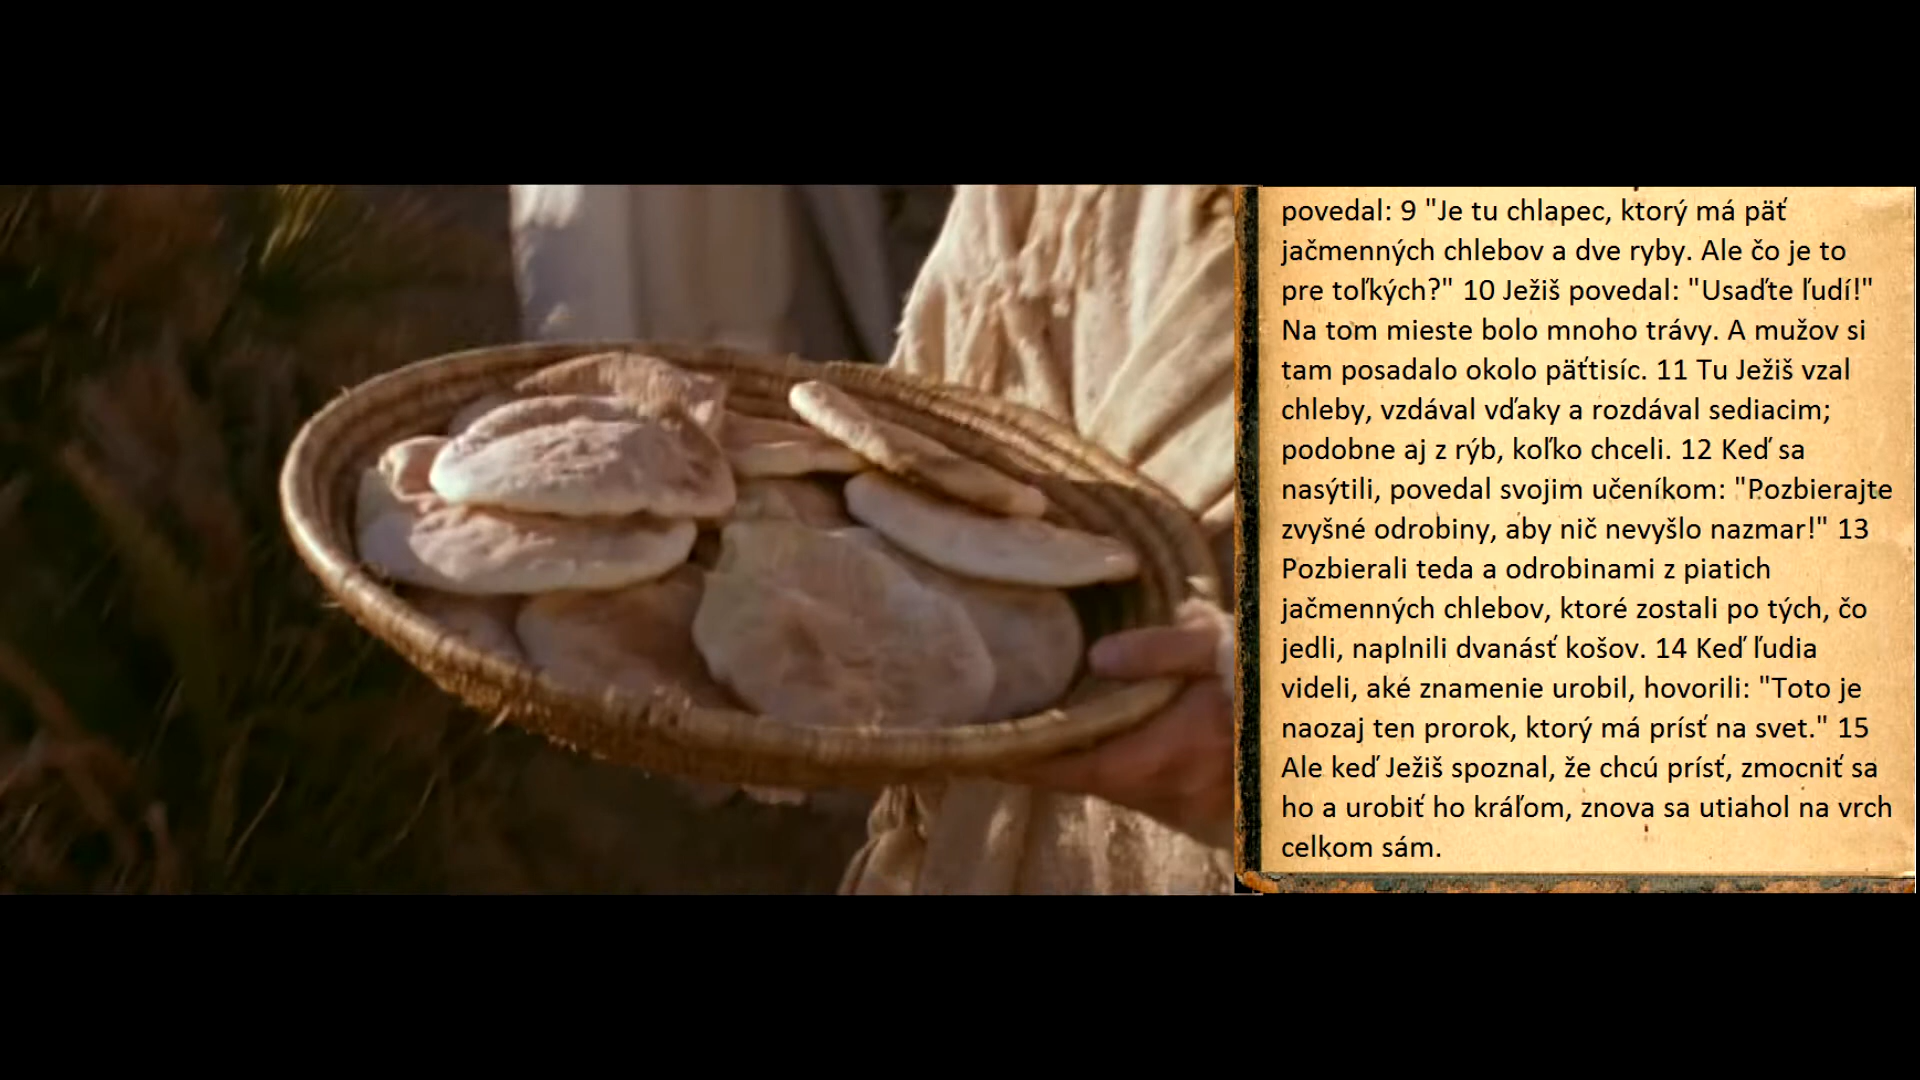 povedal: 9 "Je tu chlapec, ktorý má päť
jačmenných chlebov a dve ryby. Ale čo je to
pre toľkých?" 10 Ježiš povedal: "Usaďte ľudí!"
Na tom mieste bolo mnoho trávy. A mužov si
tam posadalo okolo päťtisíc. 11 Tu Ježiš vzal
chleby, vzdával vďaky a rozdával sediacim;
podobne aj z rýb, koľko chceli. 12 Keď sa
nasýtili, povedal svojim učeníkom: "Pozbierajte
zvyšné odrobiny, aby nič nevyšlo nazmar!" 13
Pozbierali teda a odrobinami z piatich
jačmenných chlebov, ktoré zostali po tých, čo
jedli, naplnili dvanásť košov. 14 Keď ľudia
videli, aké znamenie urobil, hovorili: "Toto je
naozaj ten prorok, ktorý má prísť na svet." 15
Ale keď Ježiš spoznal, že chcú prísť, zmocniť sa
ho a urobiť ho kráľom, znova sa utiahol na vrch
celkom sám.